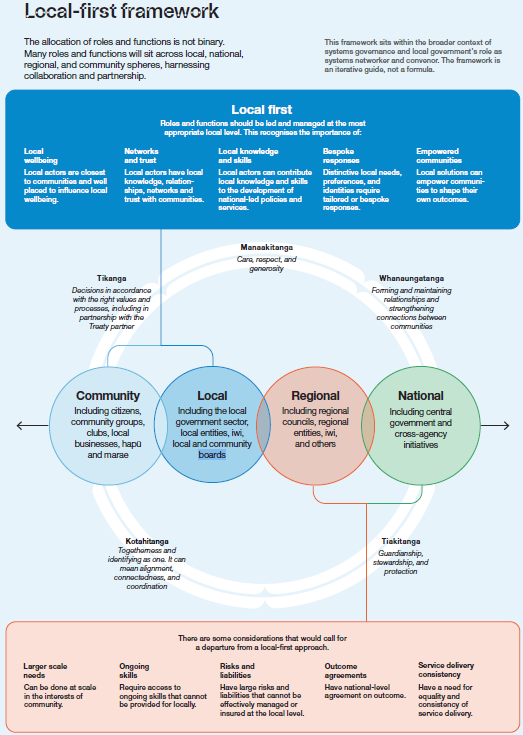 Local-first framework
The allocation of roles and functions is not binary.
Many roles and functions will sit across local, national,
regional, and community spheres, harnessing
collaboration and partnership.
This framework sits within the broader context of
systems governance and local government's role as
systems networker and convenor. The framework is
an iterative guide, not a formula.
Local first
Roles and functions should be led and managed at the most
appropriate local level. This recognises the importance of:
Local
wellbeing
Local actors are closest
to communities and well
placed to influence local
wellbeing.
Networks
and trust
Local actors have local
knowledge, relation-
ships, networks and
trust with communities.
Local knowledge
and skills
Local actors can contribute
local knowledge and skills
to the development of
national-led policies and
services.
Bespoke
responses
Distinctive local needs,
preferences, and
identities require
tailored or bespoke
responses.
Empowered
communities
Local solutions can
empower communi-
ties to shape their
own outcomes.
Manaakitanga
Care, respect, and
generosity
Tikanga
Decisions in accordance
with the right values and
processes, including in
partnership with the
Treaty partner
Whanaungatanga
Forming and maintaining
relationships and
strengthening
connections between
communities
Community
Including citizens,
community groups,
clubs, local
businesses, hapū
and marae
Local
Including the local
government sector,
local entities, iwi,
local and community
boards
Regional
Including regional
councils, regional
entities, iwi,
and others
National
Including central
government and
cross-agency
initiatives
Kotahitanga
Togetherness and
identifying as one. It can
mean alignment,
connectedness, and
coordination
Tiakitanga
Guardianship,
stewardship, and
protection
There are some considerations that would call for
a departure from a local-first approach.
Larger scale
needs
Can be done at scale
in the interests of
community.
Ongoing
skills
Require access to
ongoing skills that cannot
be provided for locally.
Risks and
liabilities
Have large risks and
liabilities that cannot be
effectively managed or
insured at the local level.
Outcome
agreements
Have national-level
agreement on outcome.
Service delivery
consistency
Have a need for
equality and
consistency of
service delivery.